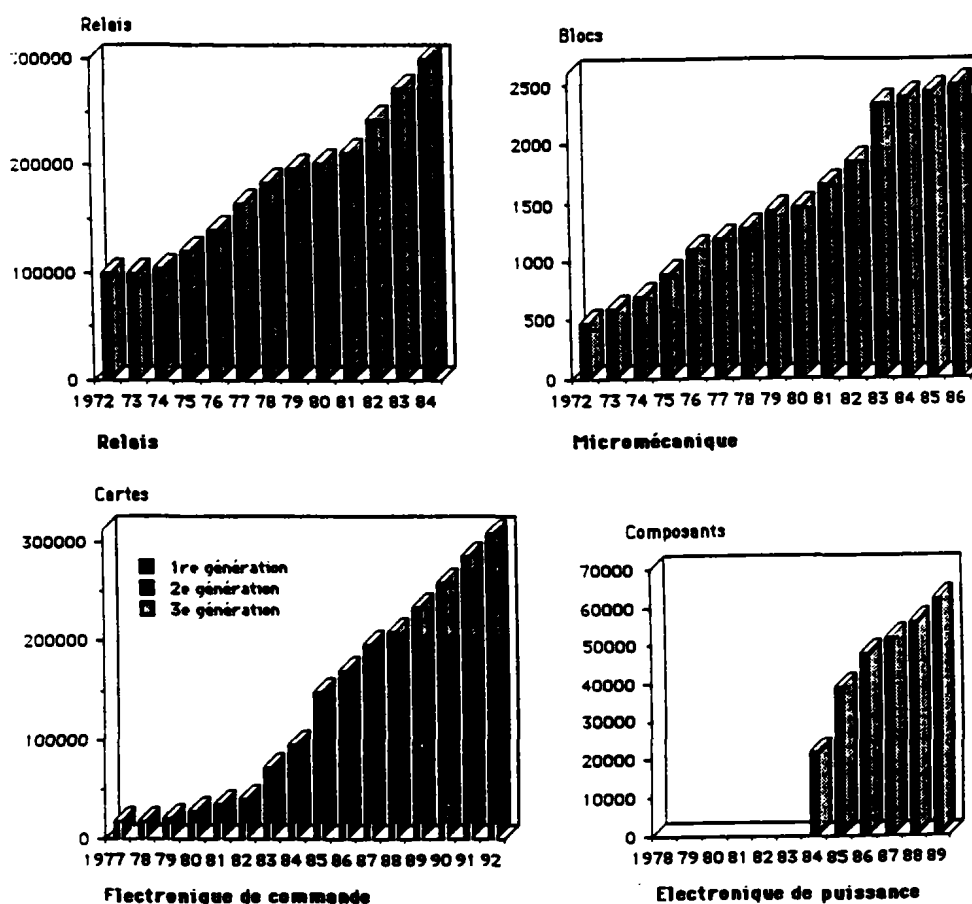 Relais
300000
200000
100000
0
1972 73 74 75 76 77 78 79 80 81 82 83 84
Relais
Blocs
2500
2000
1500
1000
500
0
1972 73 74 75 76 77 78 79 80 81 82 83 84 85 86
Micromécanique
Cartes
300000
200000
100000
0
1re génération
2e génération
3e génération
1977 78 79 80 81 82 83 84 85 86 87 88 89 90 91 92
Electronique de commande
Composants
70000
60000
50000
40000
30000
20000
10000
0
1978 79 80 81 82 83 84 85 86 87 88 89
Electronique de puissance